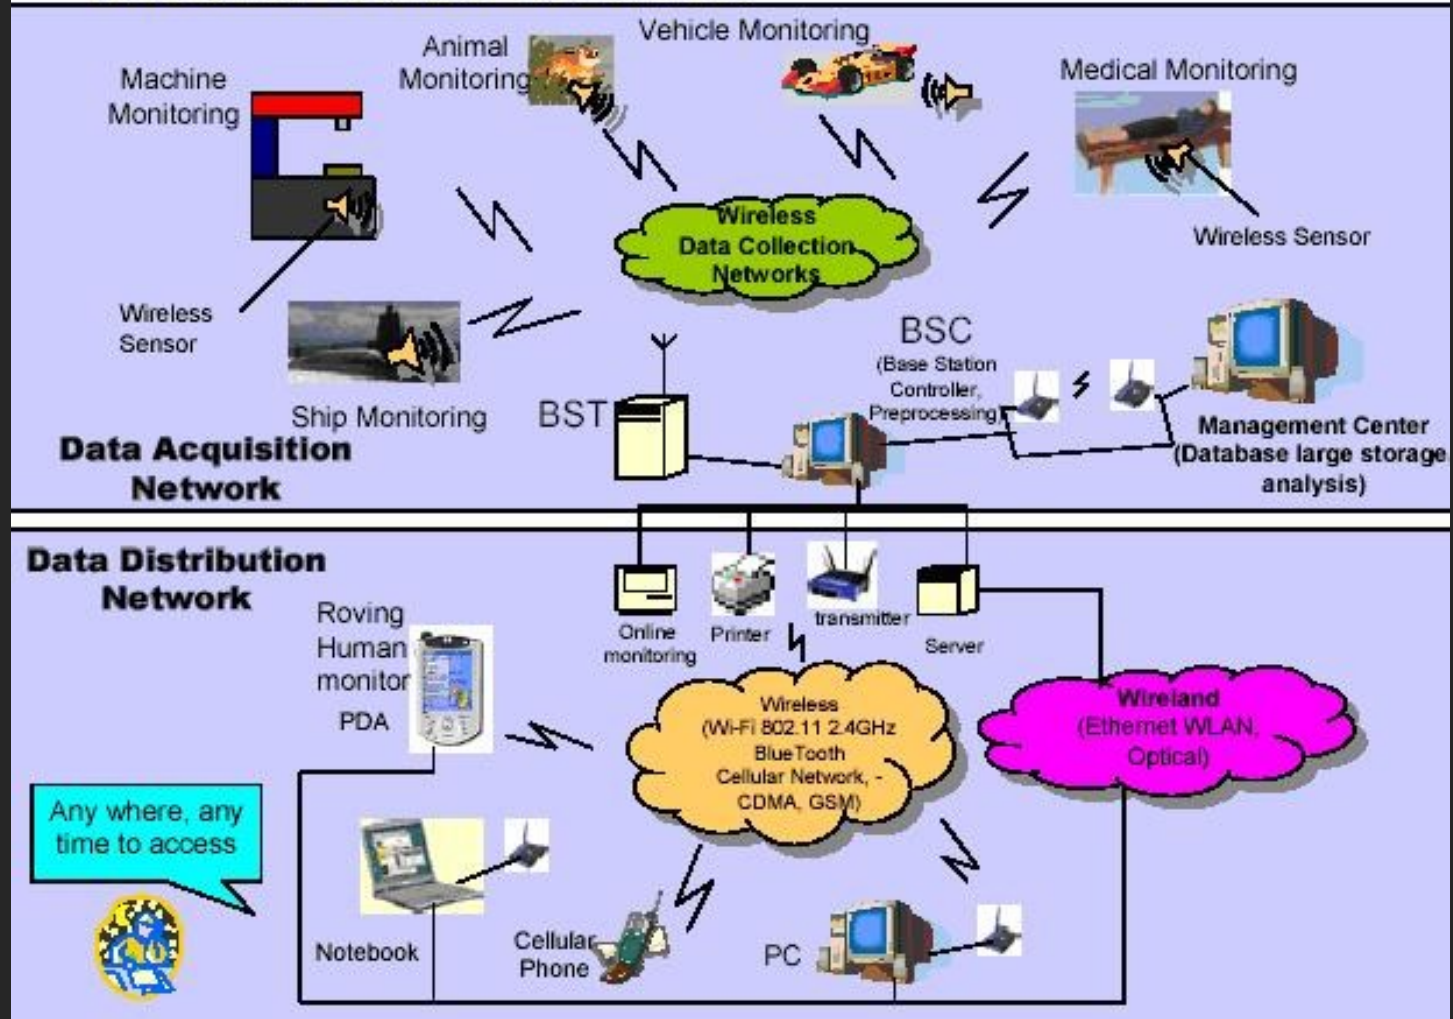 Vehicle Monitoring
Animal
Monitoring
Medical Monitoring
Machine
Monitoring
Wireless
Data Collection
Networks
Wireless Sensor
Wireless
Sensor
BSC
(Base Station
Controller,
Preprocessing)
Ship Monitoring
BST
Management Center
(Database large storage
analysis)
Data Acquisition
Network
Data Distribution
Network
Roving
Human
monitor
PDA
Online
monitoring
Printer
transmitter
Server
Wireless
(Wi-Fi 802.11 2.4GHz
BlueTooth
Cellular Network, -
CDMA, GSM)
Wireland
(Ethernet WLAN,
Optical)
Any where, any
time to access
Notebook
Cellular
Phone
PC